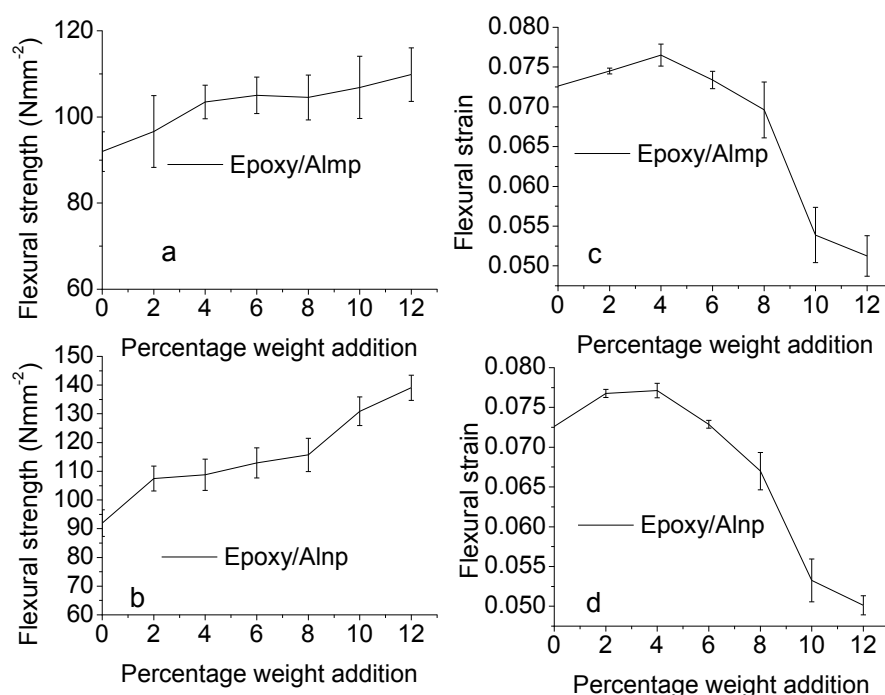 Flexural strength (Nmm-2)
120
100
80
60
Epoxy/Almp
a
0 2 4 6 8 10 12
Percentage weight addition
Flexural strain
0.080
0.075
0.070
0.065
0.060
0.055
0.050
Epoxy/Almp
c
0 2 4 6 8 10 12
Percentage weight addition
Flexural strength (Nmm-2)
150
140
130
120
110
100
90
80
70
60
Epoxy/Alnp
b
0 2 4 6 8 10 12
Percentage weight addition
Flexural strain
0.080
0.075
0.070
0.065
0.060
0.055
0.050
Epoxy/Alnp
d
0 2 4 6 8 10 12
Percentage weight addition